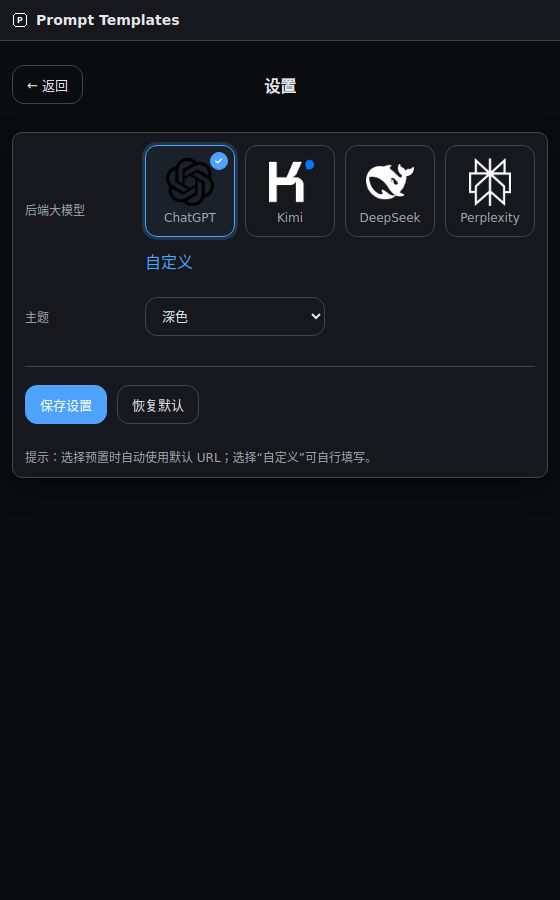 P Prompt Templates
← 返回
设置
后端大模型
ChatGPT
Kimi
DeepSeek
Perplexity
自定义
主题
深色
保存设置
恢复默认
提示：选择预置时自动使用默认 URL；选择“自定义”可自行填写。